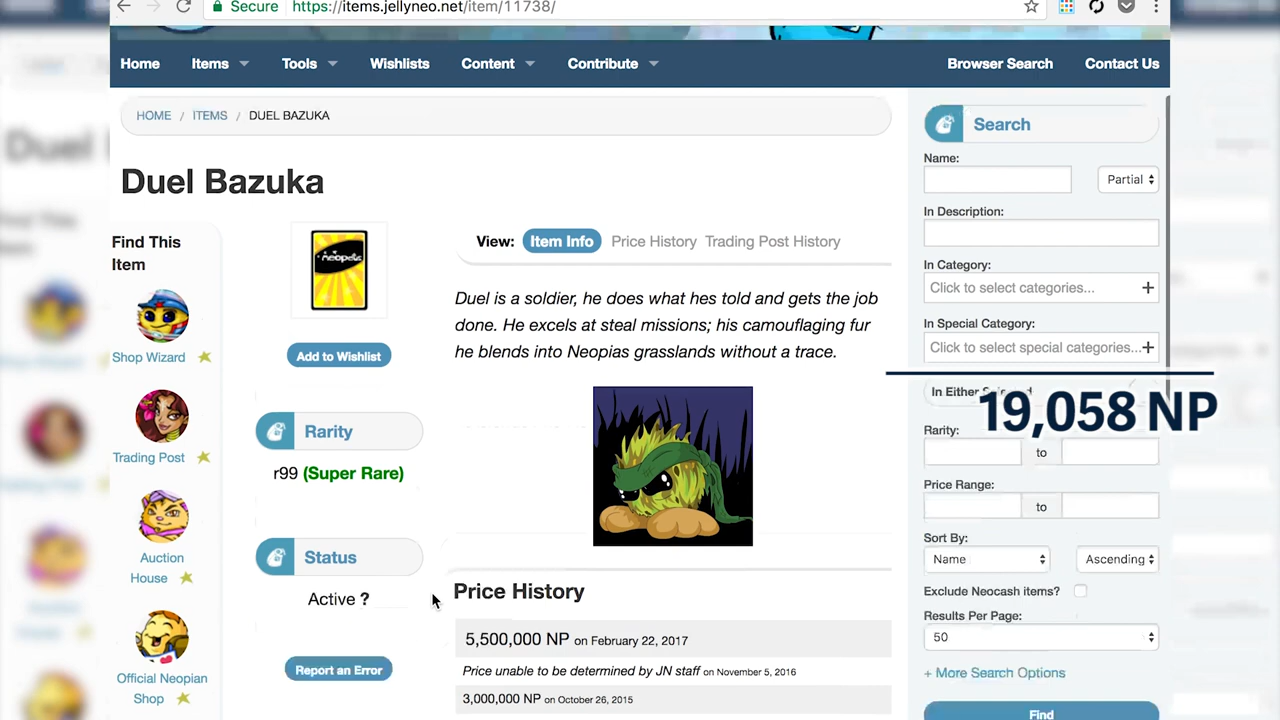 Secure https://items.jellyneo.net/item/11738/
Home Items Tools Wishlists Content Contribute Browser Search Contact Us
HOME / ITEMS / DUEL BAZUKA
Duel Bazuka
Find This
Item
Shop Wizard
Trading Post
Auction
House
Official Neopian
Shop
neopets
Add to Wishlist
Rarity
r99 (Super Rare)
Status
Active ?
Report an Error
View: Item Info Price History Trading Post History
Duel is a soldier, he does what hes told and gets the job
done. He excels at steal missions; his camouflaging fur
he blends into Neopias grasslands without a trace.
Price History
5,500,000 NP on February 22, 2017
Price unable to be determined by JN staff on November 5, 2016
3,000,000 NP on October 26, 2015
Search
Name:
Partial
In Description:
In Category:
Click to select categories... +
In Special Category:
Click to select special categories... +
In Either
19,058 NP
Rarity:
to
Price Range:
to
Sort By:
Name Ascending
Exclude Neocash items?
Results Per Page:
50
+ More Search Options
Find